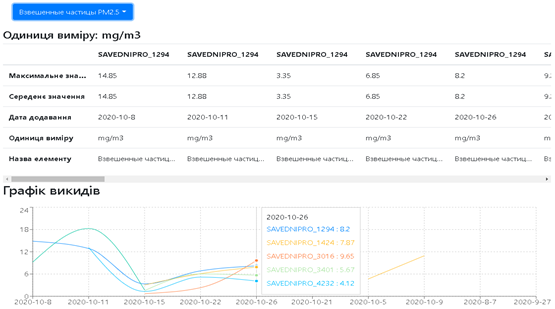 Взвешенные частицы PM2.5
Одиниця виміру: mg/m3
SAVEDNIPRO_1294 SAVEDNIPRO_1294 SAVEDNIPRO_1294 SAVEDNIPRO_1294 SAVEDNIPRO_1294 SAVE
Максимальне зна... 14.85 12.88 3.35 6.85 8.2 9.
Середенє значення 14.85 12.88 3.35 6.85 8.2 9.
Дата додавання 2020-10-8 2020-10-11 2020-10-15 2020-10-22 2020-10-26 20
Одиниця виміру mg/m3 mg/m3 mg/m3 mg/m3 mg/m3 m
Назва елементу Взвешенные частиц... Взвешенные частиц... Взвешенные частиц... Взвешенные частиц... Взвешенные частиц... Вз
Графік викидів
24
18
12
6
0
2020-10-8 2020-10-11 2020-10-15 2020-10-22 2020-10-26 2020-10-5 2020-10-9 2020-8-7 2020-9-27
2020-10-26
SAVEDNIPRO_1294 : 8.2
SAVEDNIPRO_1424 : 7.87
SAVEDNIPRO_3016 : 9.65
SAVEDNIPRO_3401 : 5.67
SAVEDNIPRO_4232 : 4.12